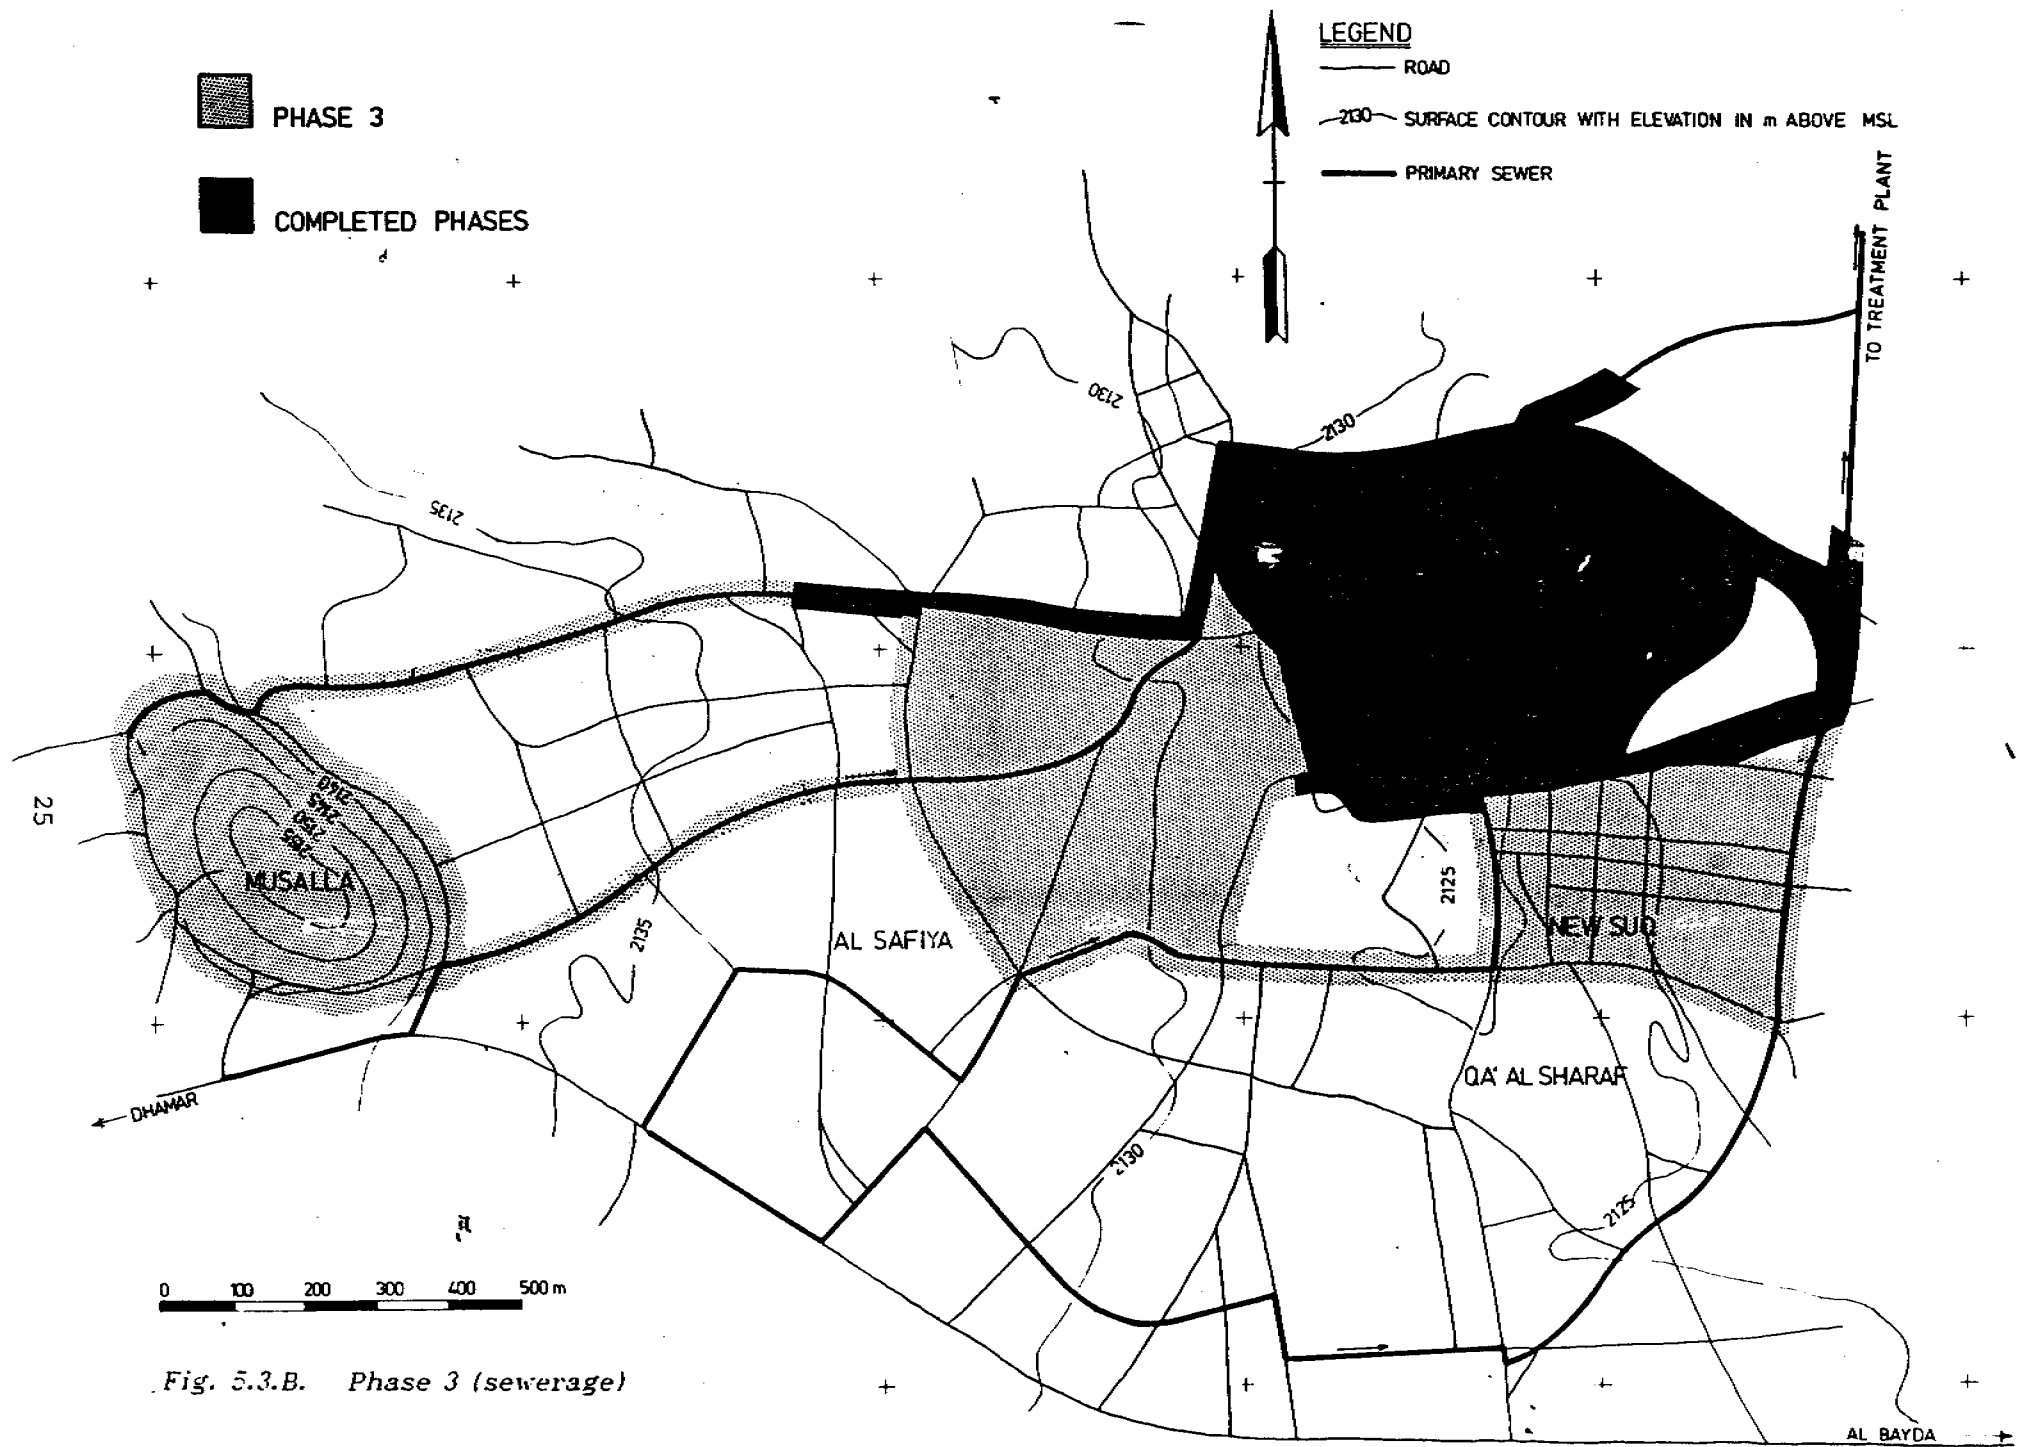 LEGEND
ROAD
2130 SURFACE CONTOUR WITH ELEVATION IN m ABOVE MSL
PRIMARY SEWER
PHASE 3
COMPLETED PHASES
TO TREATMENT PLANT
2130
2130
2135
2140
2145
2150
2155
MUSALLA
25
AL SAFIYA
2135
2125
NEW SUQ
QA' AL SHARAF
DHAMAR
2130
2125
0 100 200 300 400 500 m
Fig. 5.3.B. Phase 3 (sewerage)
AL BAYDA